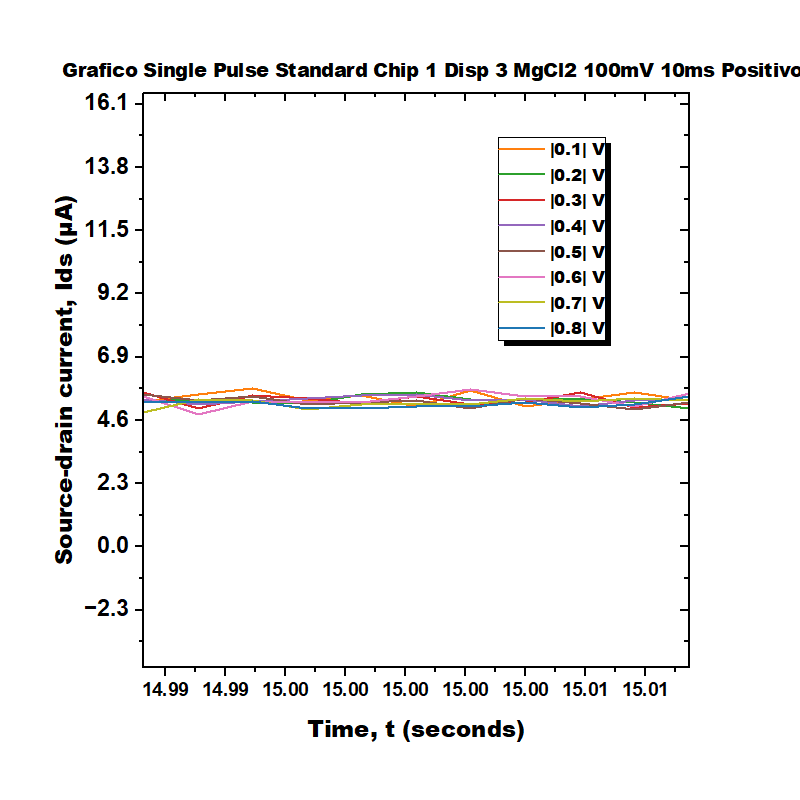 Grafico Single Pulse Standard Chip 1 Disp 3 MgCl2 100mV 10ms Positivo
16.1
13.8
11.5
9.2
6.9
4.6
2.3
0.0
−2.3
Source-drain current, Ids (μA)
|0.1| V
|0.2| V
|0.3| V
|0.4| V
|0.5| V
|0.6| V
|0.7| V
|0.8| V
14.99 14.99 15.00 15.00 15.00 15.00 15.00 15.01 15.01
Time, t (seconds)